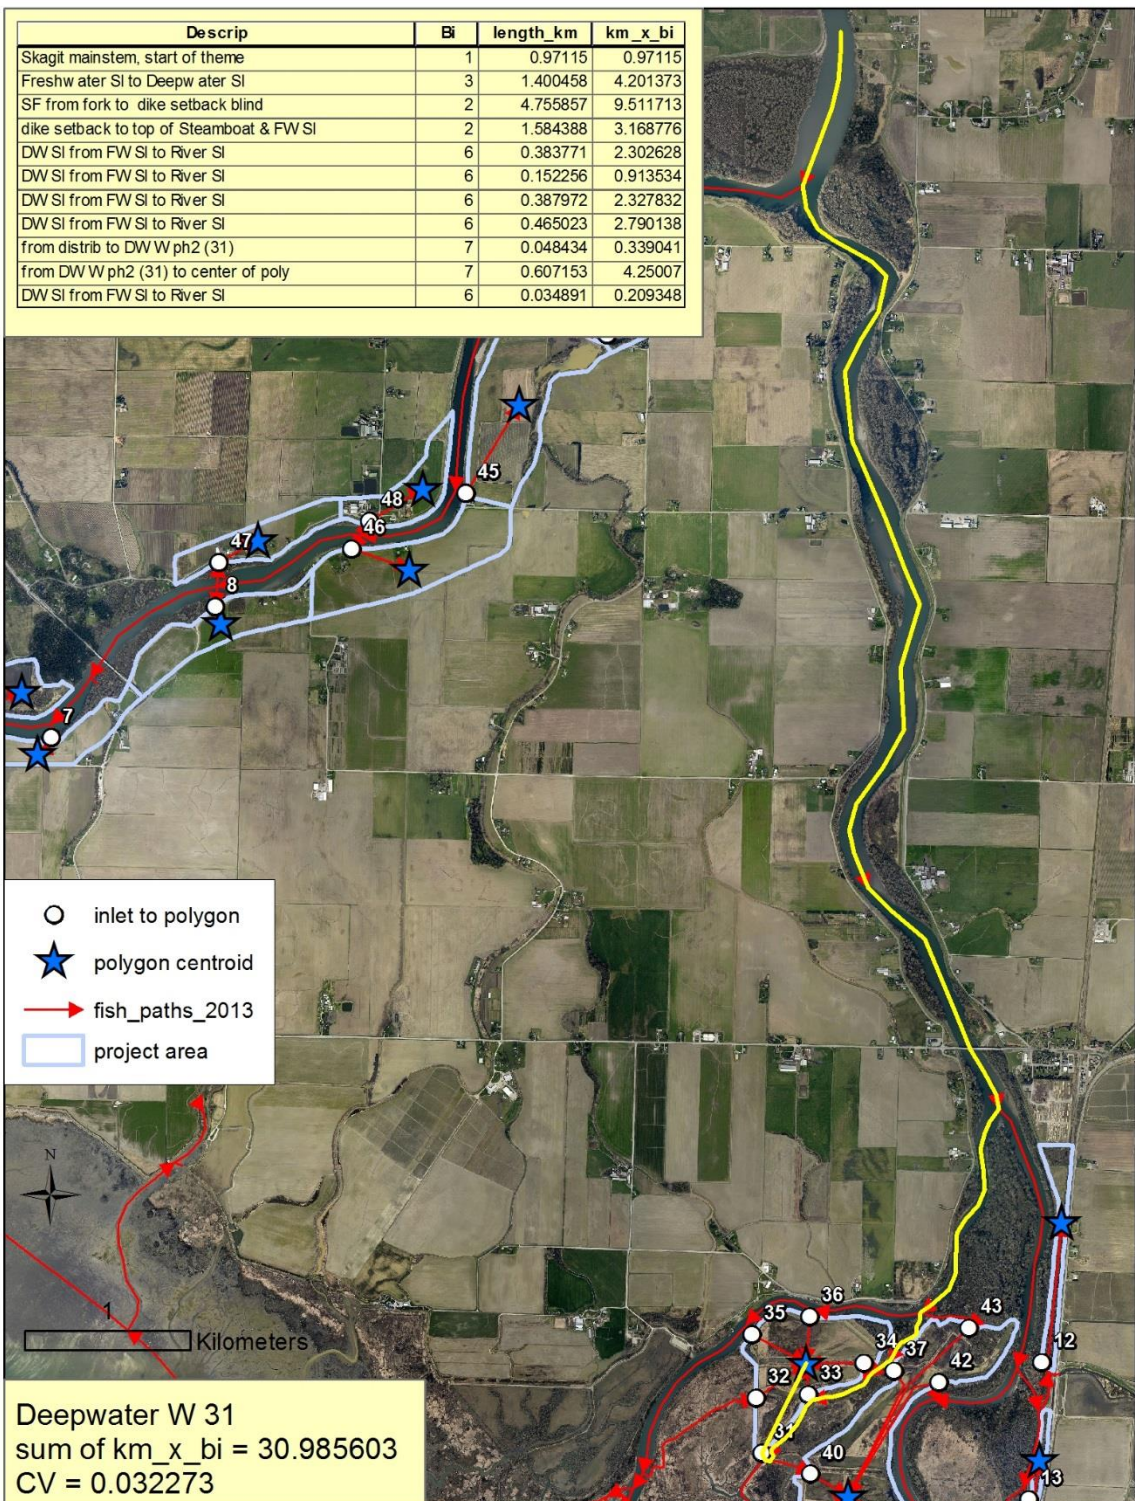 Descrip Bi length_km km_x_bi
Skagit mainstem, start of theme 1 0.97115 0.97115
Freshwater Sl to Deepwater Sl 3 1.400458 4.201373
SF from fork to dike setback blind 2 4.755857 9.511713
dike setback to top of Steamboat & FW Sl 2 1.584388 3.168776
DW Sl from FW Sl to River Sl 6 0.383771 2.302628
DW Sl from FW Sl to River Sl 6 0.152256 0.913534
DW Sl from FW Sl to River Sl 6 0.387972 2.327832
DW Sl from FW Sl to River Sl 6 0.465023 2.790138
from distrib to DW W ph2 (31) 7 0.048434 0.339041
from DW W ph2 (31) to center of poly 7 0.607153 4.25007
DW Sl from FW Sl to River Sl 6 0.034891 0.209348
45
48
46
47
8
7
inlet to polygon
polygon centroid
fish_paths_2013
project area
N
1
Kilometers
36
35
43
34
37
12
42
32
33
31
40
13
Deepwater W 31
sum of km_x_bi = 30.985603
CV = 0.032273